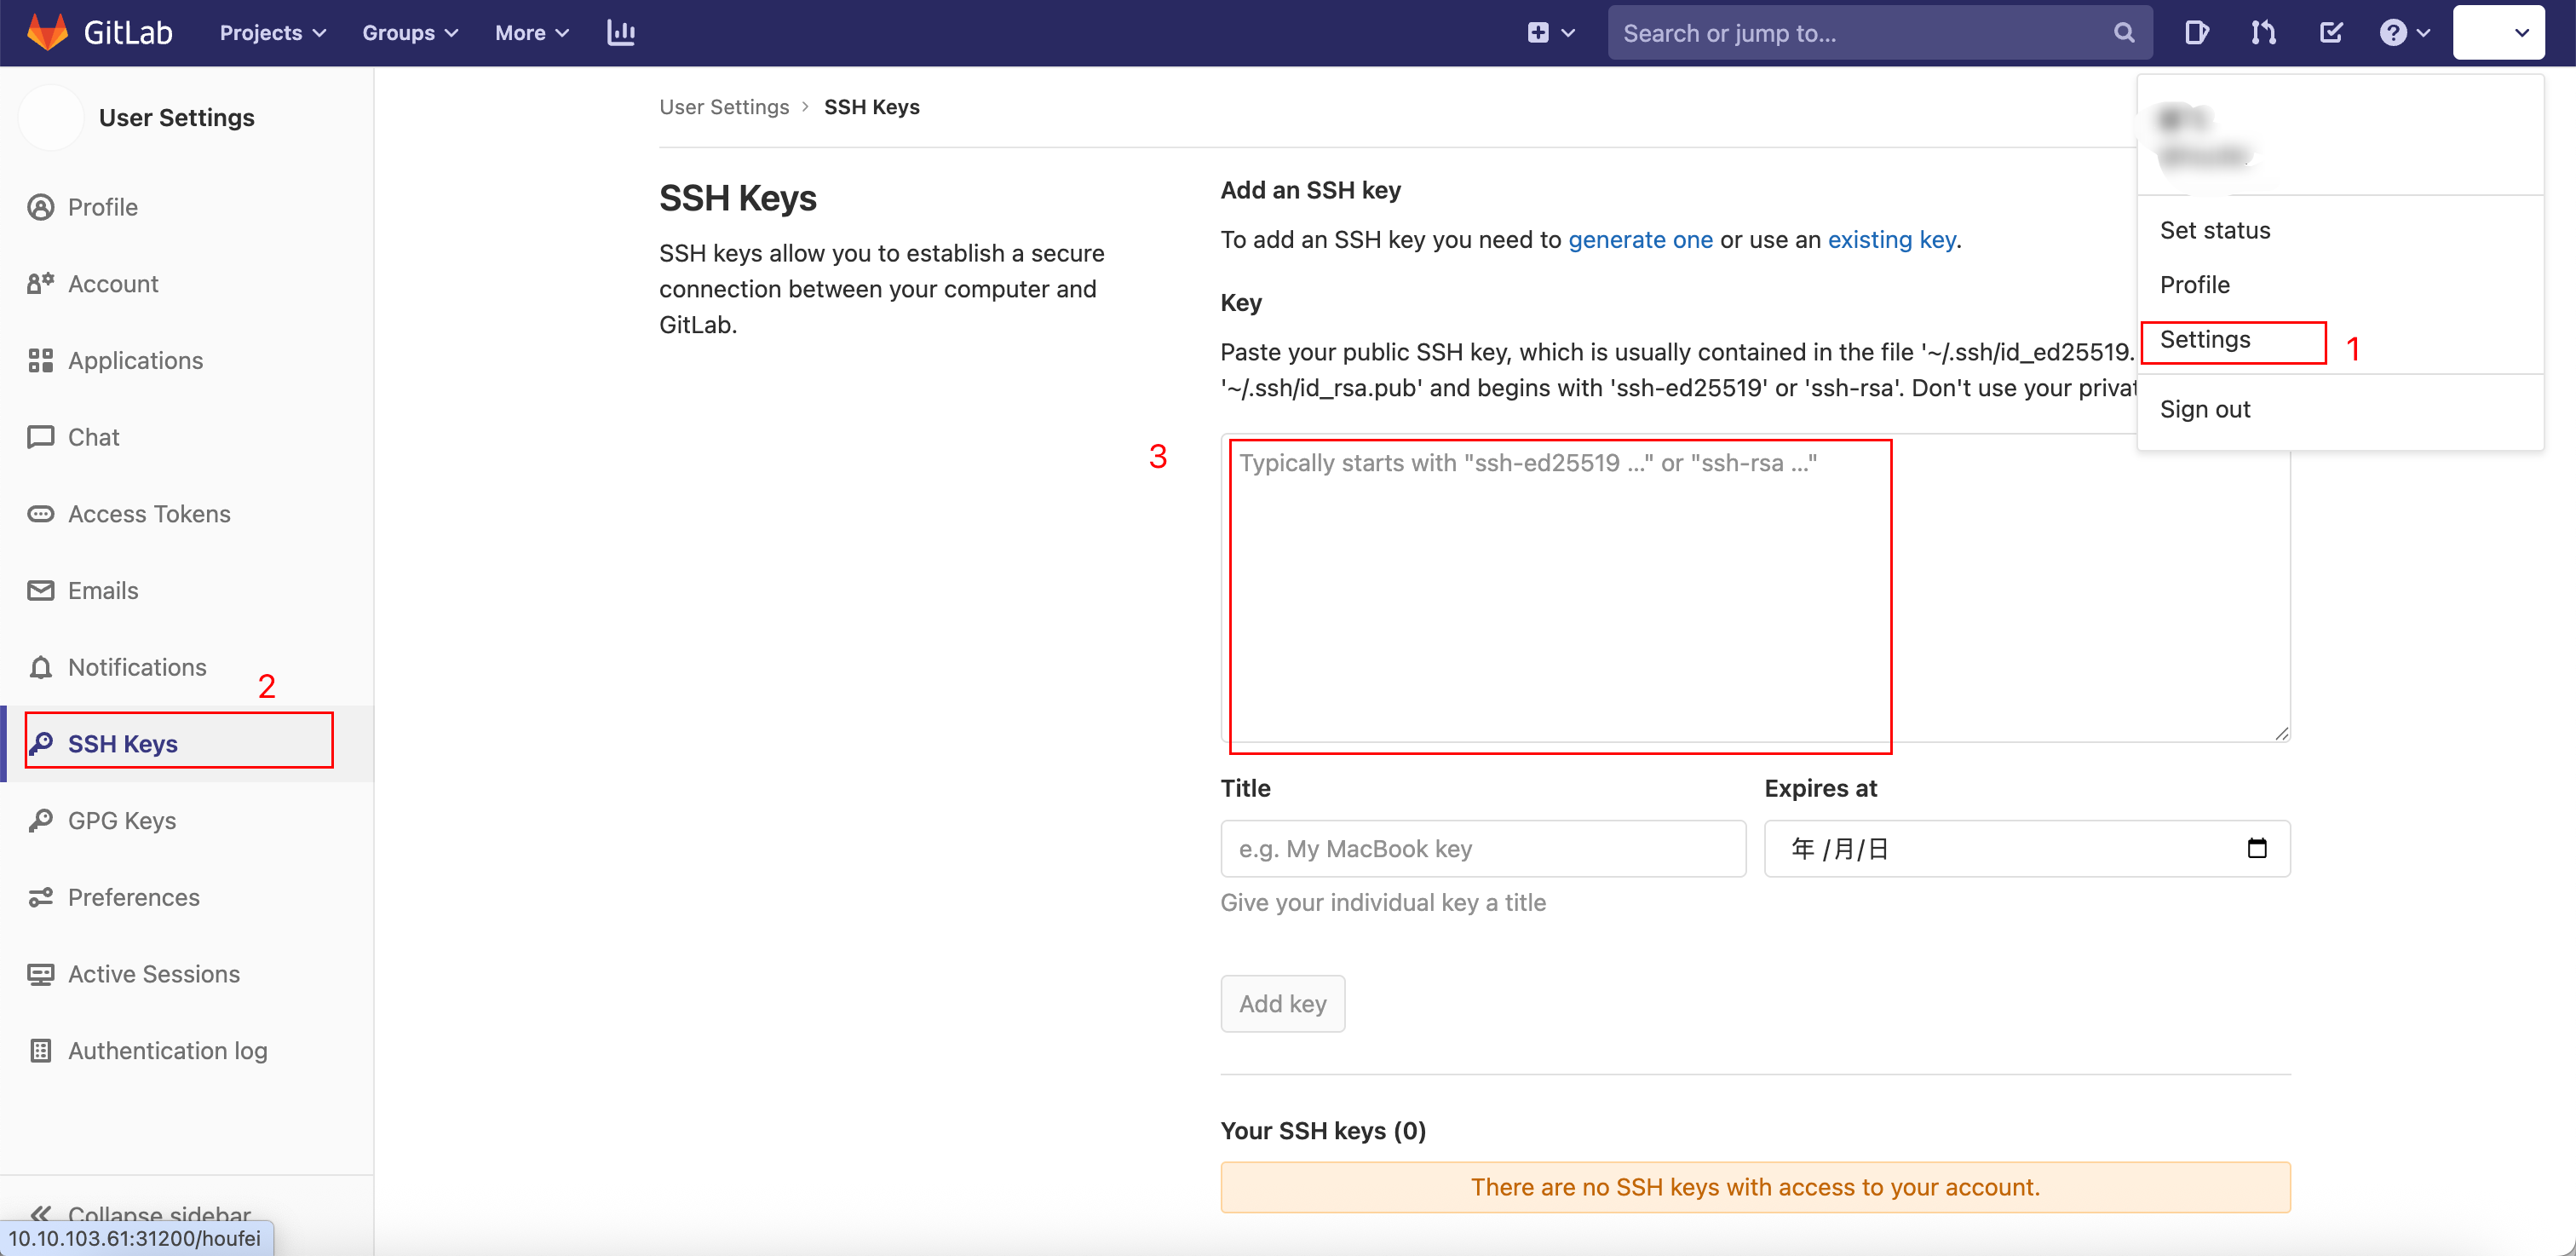 GitLab Projects Groups More Search or jump to...
User Settings
Profile
Account
Applications
Chat
Access Tokens
Emails
Notifications
2
SSH Keys
GPG Keys
Preferences
Active Sessions
Authentication log
Collapse sidebar
10.10.103.61:31200/houfei
User Settings › SSH Keys
SSH Keys
SSH keys allow you to establish a secure
connection between your computer and
GitLab.
Add an SSH key
To add an SSH key you need to generate one or use an existing key.
Key
Paste your public SSH key, which is usually contained in the file '~/.ssh/id_ed25519.
'~/.ssh/id_rsa.pub' and begins with 'ssh-ed25519' or 'ssh-rsa'. Don't use your privat
3
Typically starts with "ssh-ed25519 ..." or "ssh-rsa ..."
Title
e.g. My MacBook key
Give your individual key a title
Expires at
年 /月/日
Add key
Your SSH keys (0)
There are no SSH keys with access to your account.
Set status
Profile
Settings
1
Sign out